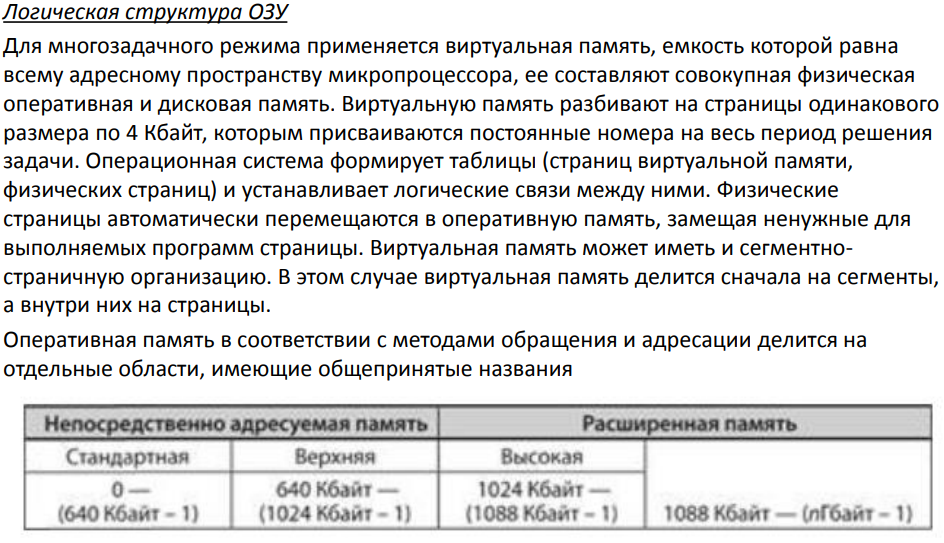 Логическая структура ОЗУ
Для многозадачного режима применяется виртуальная память, емкость которой равна
всему адресному пространству микропроцессора, ее составляют совокупная физическая
оперативная и дисковая память. Виртуальную память разбивают на страницы одинакового
размера по 4 Кбайт, которым присваиваются постоянные номера на весь период решения
задачи. Операционная система формирует таблицы (страниц виртуальной памяти,
физических страниц) и устанавливает логические связи между ними. Физические
страницы автоматически перемещаются в оперативную память, замещая ненужные для
выполняемых программ страницы. Виртуальная память может иметь и сегментно-
страничную организацию. В этом случае виртуальная память делится сначала на сегменты,
а внутри них на страницы.
Оперативная память в соответствии с методами обращения и адресации делится на
отдельные области, имеющие общепринятые названия
Непосредственно адресуемая память Расширенная память
Стандартная Верхняя Высокая
0 — 640 Кбайт — 1024 Кбайт —
(640 Кбайт – 1) (1024 Кбайт – 1) (1088 Кбайт – 1) 1088 Кбайт — (nГбайт – 1)